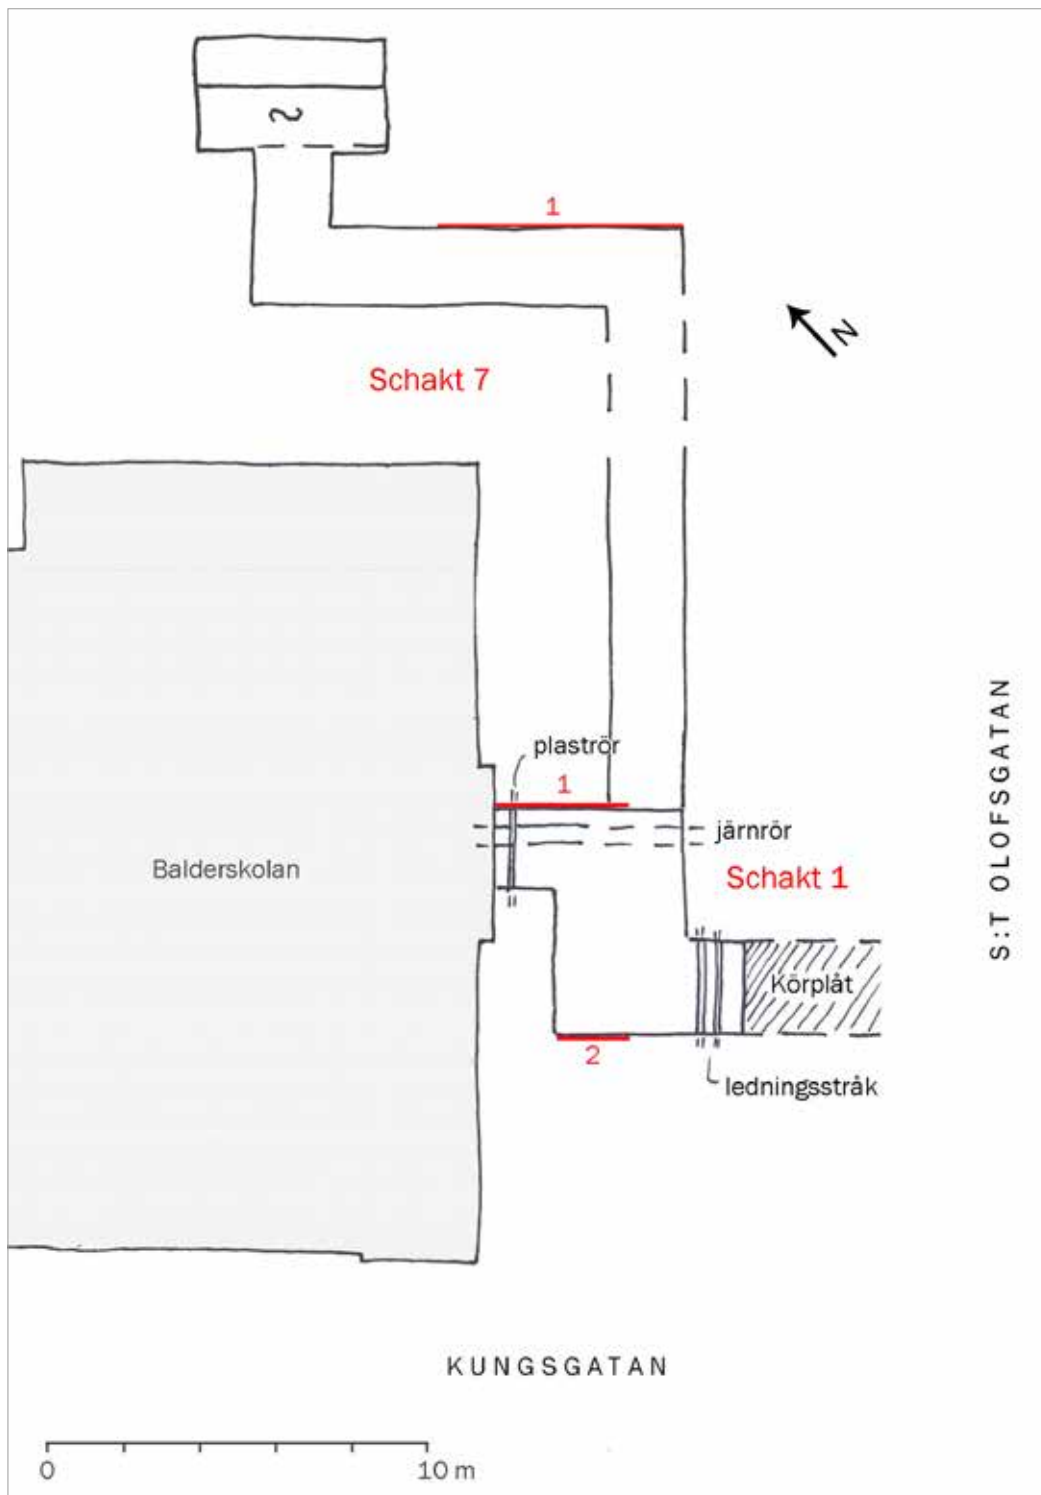 1
N
Schakt 7
plaströr
1
järnrör
Balderskolan
Schakt 1
S:T OLOFSGATAN
Körplåt
2
ledningsstråk
KUNGSGATAN
0
10 m